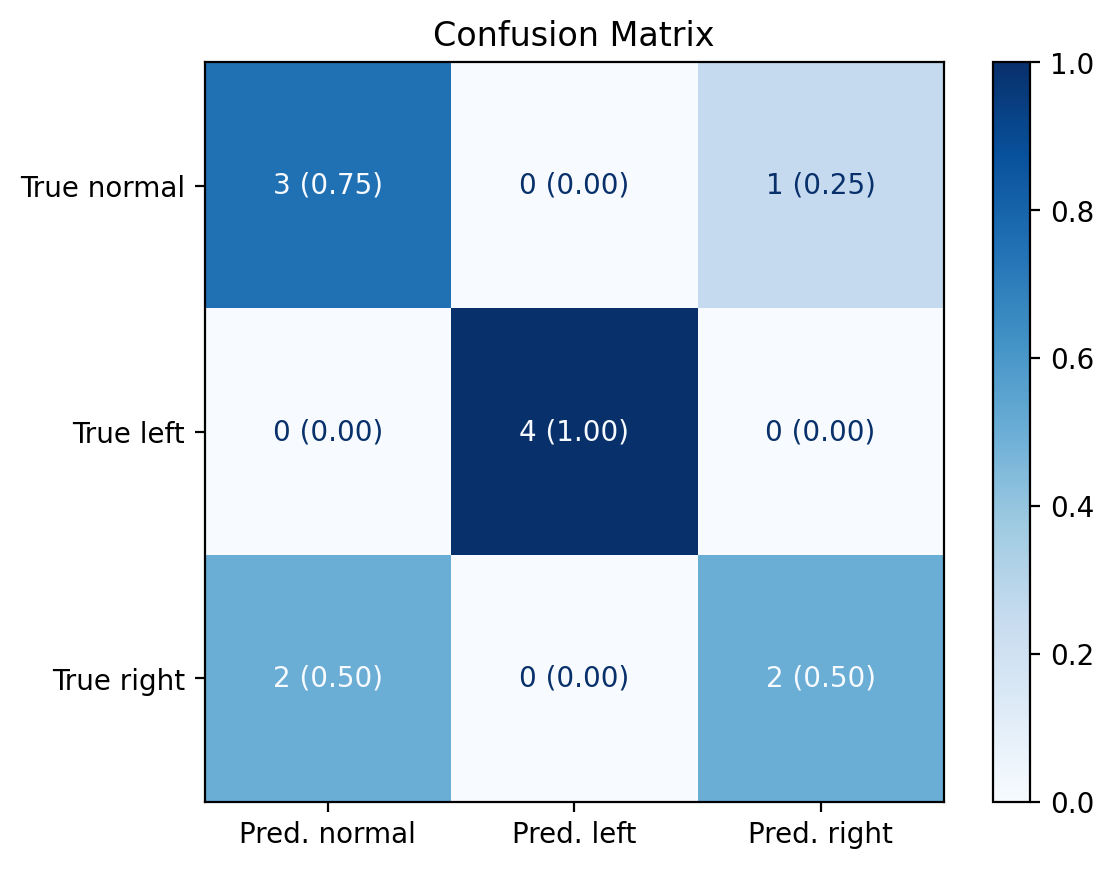 Confusion Matrix
True normal
3 (0.75)
0 (0.00)
1 (0.25)
True left
0 (0.00)
4 (1.00)
0 (0.00)
True right
2 (0.50)
0 (0.00)
2 (0.50)
Pred. normal
Pred. left
Pred. right
1.0
0.8
0.6
0.4
0.2
0.0